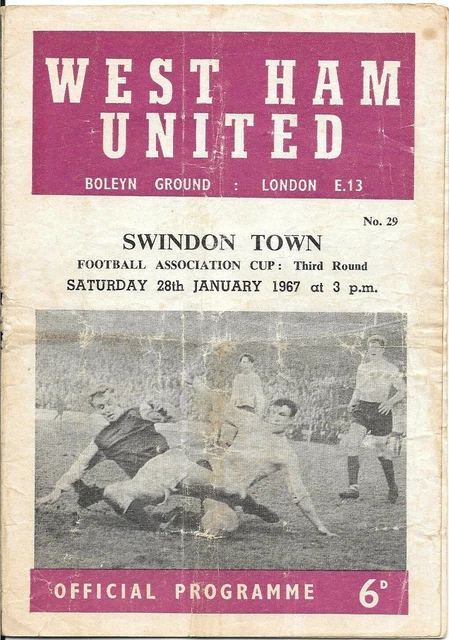 WEST HAM
UNITED
BOLEYN GROUND : LONDON E.13
No. 29
SWINDON TOWN
FOOTBALL ASSOCIATION CUP: Third Round
SATURDAY 28th JANUARY 1967 at 3 p.m.
OFFICIAL PROGRAMME 6D